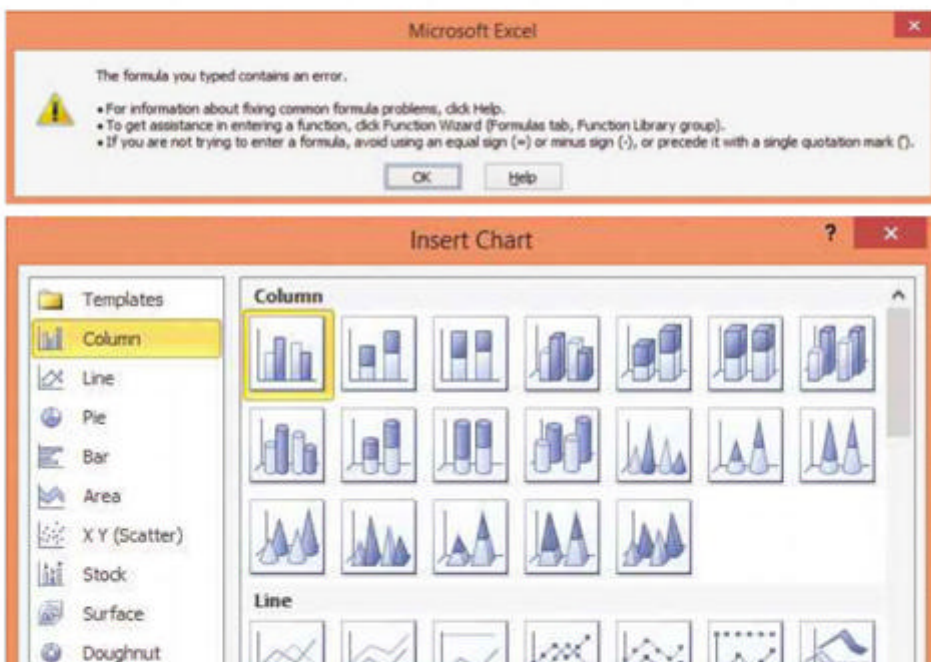 Microsoft Excel
The formula you typed contains an error.
• For information about fixing common formula problems, click Help.
• To get assistance in entering a function, click Function Wizard (Formulas tab, Function Library group).
• If you are not trying to enter a formula, avoid using an equal sign (=) or minus sign (-), or precede it with a single quotation mark (').
OK Help
Insert Chart ?
Templates
Column
Line
Pie
Bar
Area
X Y (Scatter)
Stock
Surface
Doughnut
Column
Line